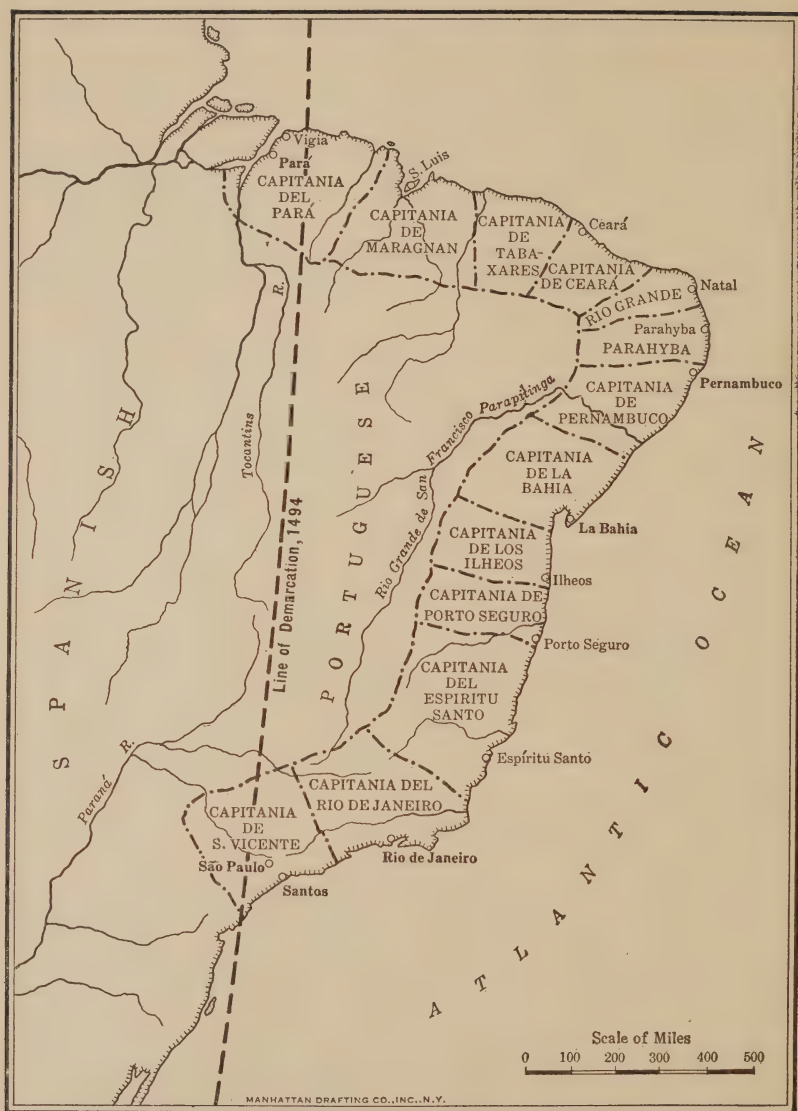 Vigia
Pará
CAPITANIA
DEL
PARÁ
S. Luis
CAPITANIA
DE
MARAGNAN
CAPITANIA
DE
TABA-
XARES
Ceará
CAPITANIA
DE CEARÁ
RIO GRANDE
Natal
Parahyba
PARAHYBA
Pernambuco
CAPITANIA
DE
PERNAMBUCO
R.
Tocantins
SPANISH
Line of Demarcation, 1494
PORTUGUESE
Rio Grande de San Francisco Parapitinga
CAPITANIA
DE LA
BAHIA
La Bahia
CAPITANIA
DE LOS
ILHEOS
Ilheos
CAPITANIA DE
PORTO SEGURO
Porto Seguro
CAPITANIA
DEL
ESPIRITU
SANTO
Espíritu Santo
Paraná R.
CAPITANIA DEL
RIO DE JANEIRO
CAPITANIA
DE
S. VICENTE
Rio de Janeiro
São Paulo
Santos
ATLANTIC OCEAN
Scale of Miles
0 100 200 300 400 500
MANHATTAN DRAFTING CO., INC., N.Y.